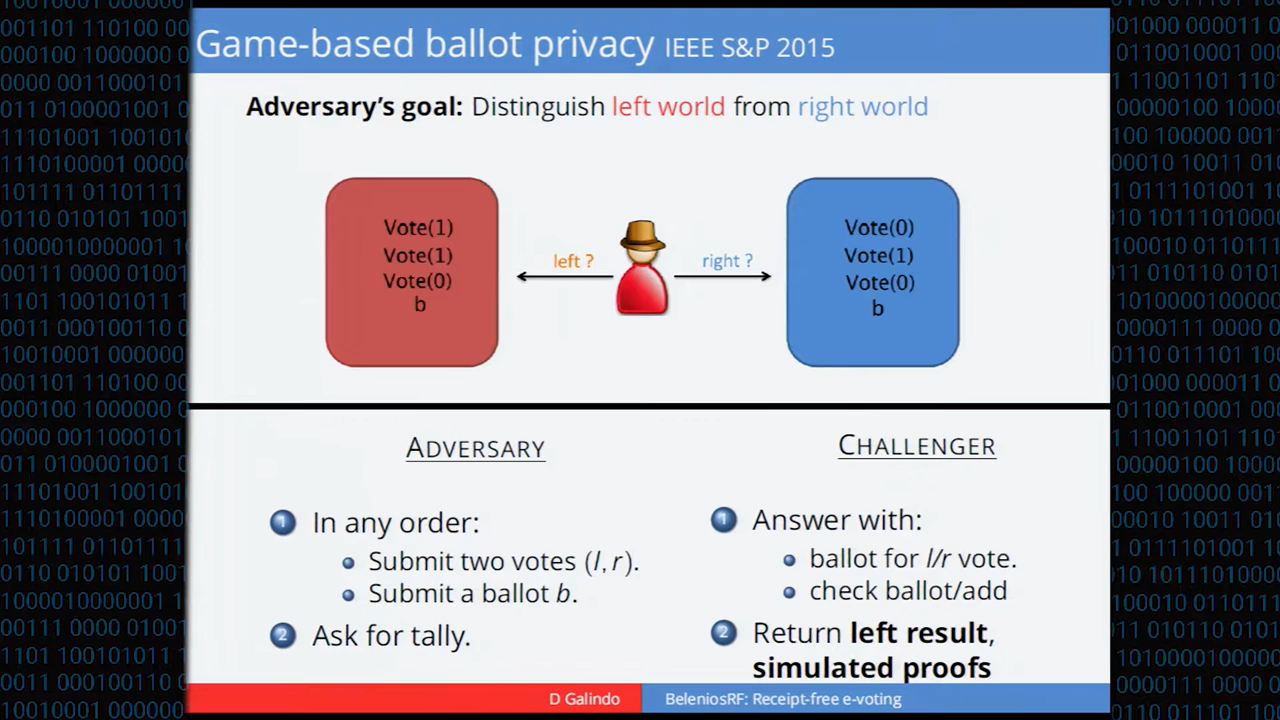 Game-based ballot privacy IEEE S&P 2015
Adversary's goal: Distinguish left world from right world
Vote(1)
Vote(1)
Vote(0)
b
left ?
right ?
Vote(0)
Vote(1)
Vote(0)
b
ADVERSARY
1 In any order:
Submit two votes (l, r).
Submit a ballot b.
2 Ask for tally.
CHALLENGER
1 Answer with:
ballot for l/r vote.
check ballot/add
2 Return left result,
simulated proofs
D Galindo
BeleniosRF: Receipt-free e-voting